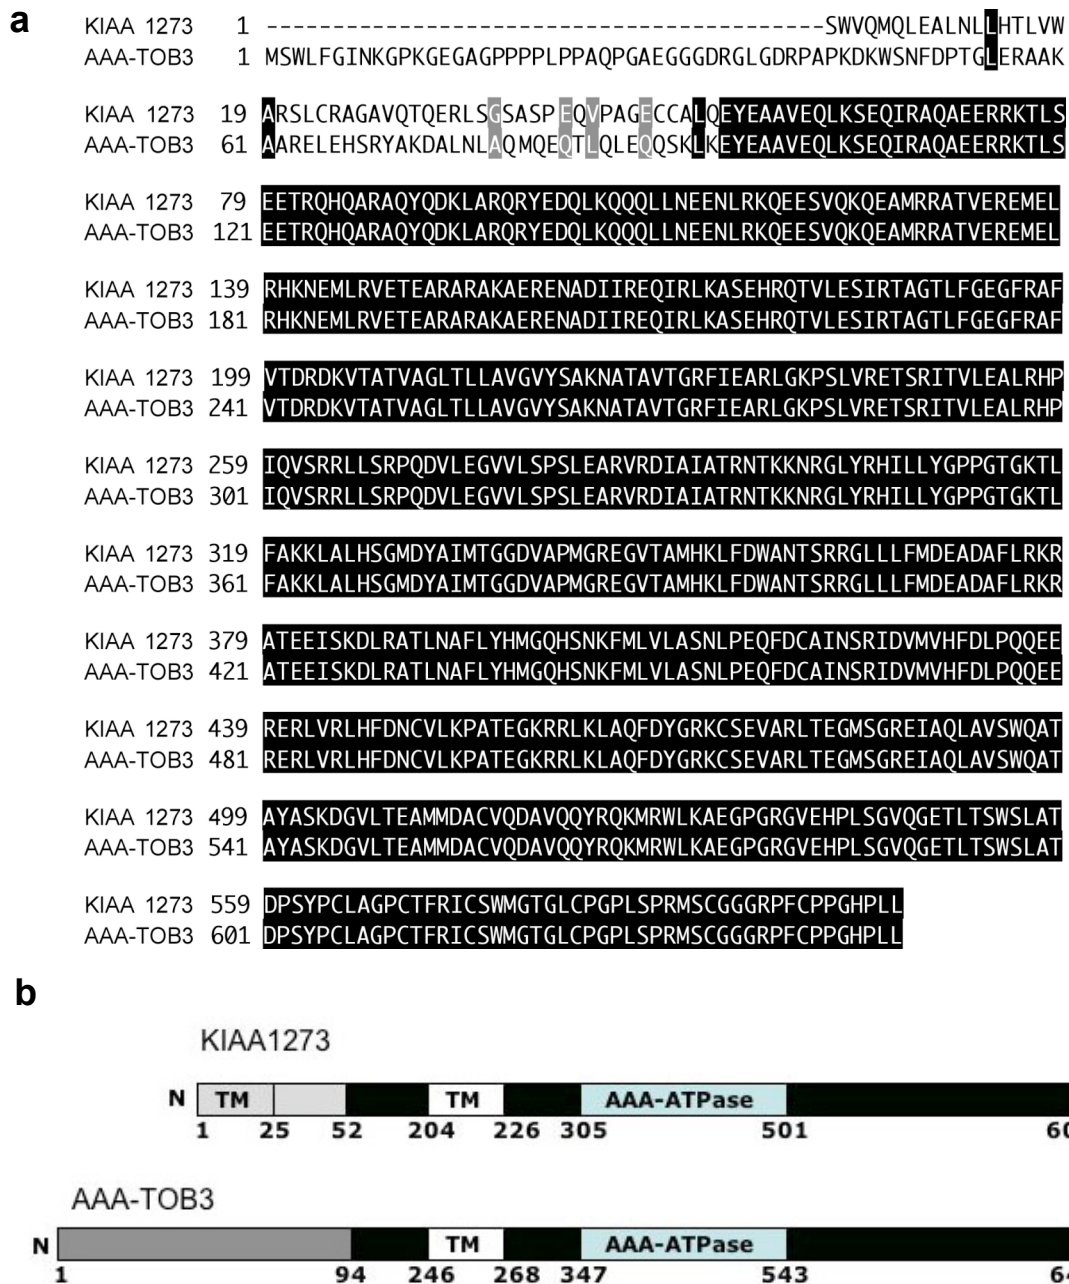 a
KIAA 1273 1 --------------------------------------------SWVQMQLEALNLLHTLVW
AAA-TOB3 1 MSWLFGINKGPKGEGAGPPPPLPPAQPGAEGGGDRGLGDRPAPKDKWSNFDPTGLERAAK
KIAA 1273 19 ARSLCRAGAVQTQERLSGSASPEQVPAGECCALQEYEAAVEQLKSEQIRAQAEERRKTLS
AAA-TOB3 61 AARELEHSRYAKDALNLAQMQEQTLQLEQQSKLKEYEAAVEQLKSEQIRAQAEERRKTLS
KIAA 1273 79 EETRQHQARAQYQDKLARQRYEDQLKQQQLLNEENLRKQEESVQKQEAMRRATVEREMEL
AAA-TOB3 121 EETRQHQARAQYQDKLARQRYEDQLKQQQLLNEENLRKQEESVQKQEAMRRATVEREMEL
KIAA 1273 139 RHKNEMLRVETEARARAKAERENADIIREQIRLKASEHRQTVLESIRTAGTLFGEGFRAF
AAA-TOB3 181 RHKNEMLRVETEARARAKAERENADIIREQIRLKASEHRQTVLESIRTAGTLFGEGFRAF
KIAA 1273 199 VTDRDKVTATVAGLTLLAVGVYSAKNATAVTGRFIEARLGKPSLVRETSRITVLEALRHP
AAA-TOB3 241 VTDRDKVTATVAGLTLLAVGVYSAKNATAVTGRFIEARLGKPSLVRETSRITVLEALRHP
KIAA 1273 259 IQVSRRLLSRPQDVLEGVVLSPSLEARVRDIAIATRNTKKNRGLYRHILLYGPPGTGKTL
AAA-TOB3 301 IQVSRRLLSRPQDVLEGVVLSPSLEARVRDIAIATRNTKKNRGLYRHILLYGPPGTGKTL
KIAA 1273 319 FAKKLALHSGMDYAIMTGGDVAPMGREGVTAMHKLFDWANTSRRGLLLFMDEADAFLRKR
AAA-TOB3 361 FAKKLALHSGMDYAIMTGGDVAPMGREGVTAMHKLFDWANTSRRGLLLFMDEADAFLRKR
KIAA 1273 379 ATEEISKDLRATLNAFLYHMGQHSNKFMLVLASNLPEQFDCAINSRIDVMVHFDLPQQEE
AAA-TOB3 421 ATEEISKDLRATLNAFLYHMGQHSNKFMLVLASNLPEQFDCAINSRIDVMVHFDLPQQEE
KIAA 1273 439 RERLVRLHFDNCVLKPATEGKRRLKLAQFDYGRKCSEVARLTEGMSGREIAQLAVSWQAT
AAA-TOB3 481 RERLVRLHFDNCVLKPATEGKRRLKLAQFDYGRKCSEVARLTEGMSGREIAQLAVSWQAT
KIAA 1273 499 AYASKDGVLTEAMMDACVQDAVQQYRQKMRWLKAEGPGRGVEHPLSGVQGETLTSWSLAT
AAA-TOB3 541 AYASKDGVLTEAMMDACVQDAVQQYRQKMRWLKAEGPGRGVEHPLSGVQGETLTSWSLAT
KIAA 1273 559 DPSYPCLAGPCTFRICSWMGTGLCPGPLSPRMSCGGGRPFCPPGHPLL
AAA-TOB3 601 DPSYPCLAGPCTFRICSWMGTGLCPGPLSPRMSCGGGRPFCPPGHPLL
b
KIAA1273
N TM TM AAA-ATPase
1 25 52 204 226 305 501
AAA-TOB3
N TM AAA-ATPase
1 94 246 268 347 543